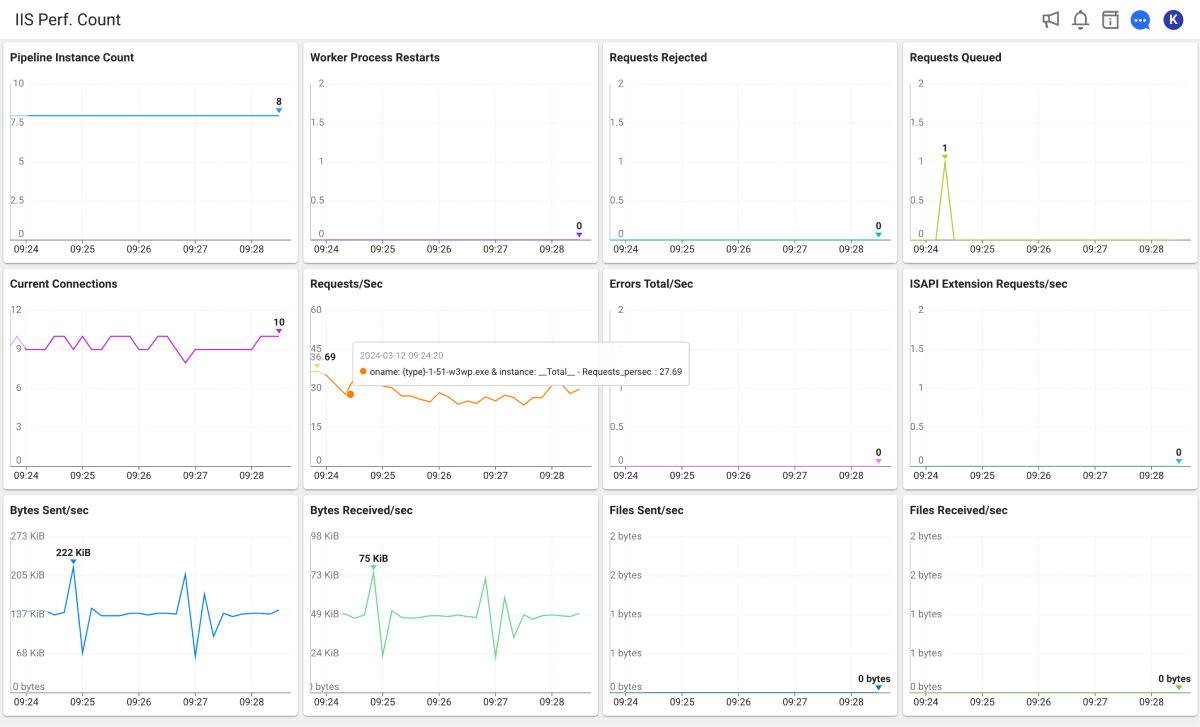 IIS Perf. Count
K
Pipeline Instance Count
10
7.5
5
2.5
0
8
09:24 09:25 09:26 09:27 09:28
Worker Process Restarts
2
1.5
1
0.5
0
0
09:24 09:25 09:26 09:27 09:28
Requests Rejected
2
1.5
1
0.5
0
0
09:24 09:25 09:26 09:27 09:28
Requests Queued
2
1.5
1
0.5
0
1
09:24 09:25 09:26 09:27 09:28
Current Connections
12
9
6
3
0
10
09:24 09:25 09:26 09:27 09:28
Requests/Sec
60
45
36.69
30
15
0
2024-03-12 09:24:20
oname: {type}-1-51-w3wp.exe & instance: __Total__ - Requests_persec : 27.69
09:24 09:25 09:26 09:27 09:28
Errors Total/Sec
2
1
0.5
0
0
09:24 09:25 09:26 09:27 09:28
ISAPI Extension Requests/sec
2
1.5
1
0.5
0
0
09:24 09:25 09:26 09:27 09:28
Bytes Sent/sec
273 KiB
205 KiB
137 KiB
68 KiB
0 bytes
222 KiB
09:24 09:25 09:26 09:27 09:28
Bytes Received/sec
98 KiB
73 KiB
49 KiB
24 KiB
0 bytes
75 KiB
09:24 09:25 09:26 09:27 09:28
Files Sent/sec
2 bytes
2 bytes
1 bytes
1 bytes
0 bytes
0 bytes
09:24 09:25 09:26 09:27 09:28
Files Received/sec
2 bytes
2 bytes
1 bytes
1 bytes
0 bytes
0 bytes
09:24 09:25 09:26 09:27 09:28